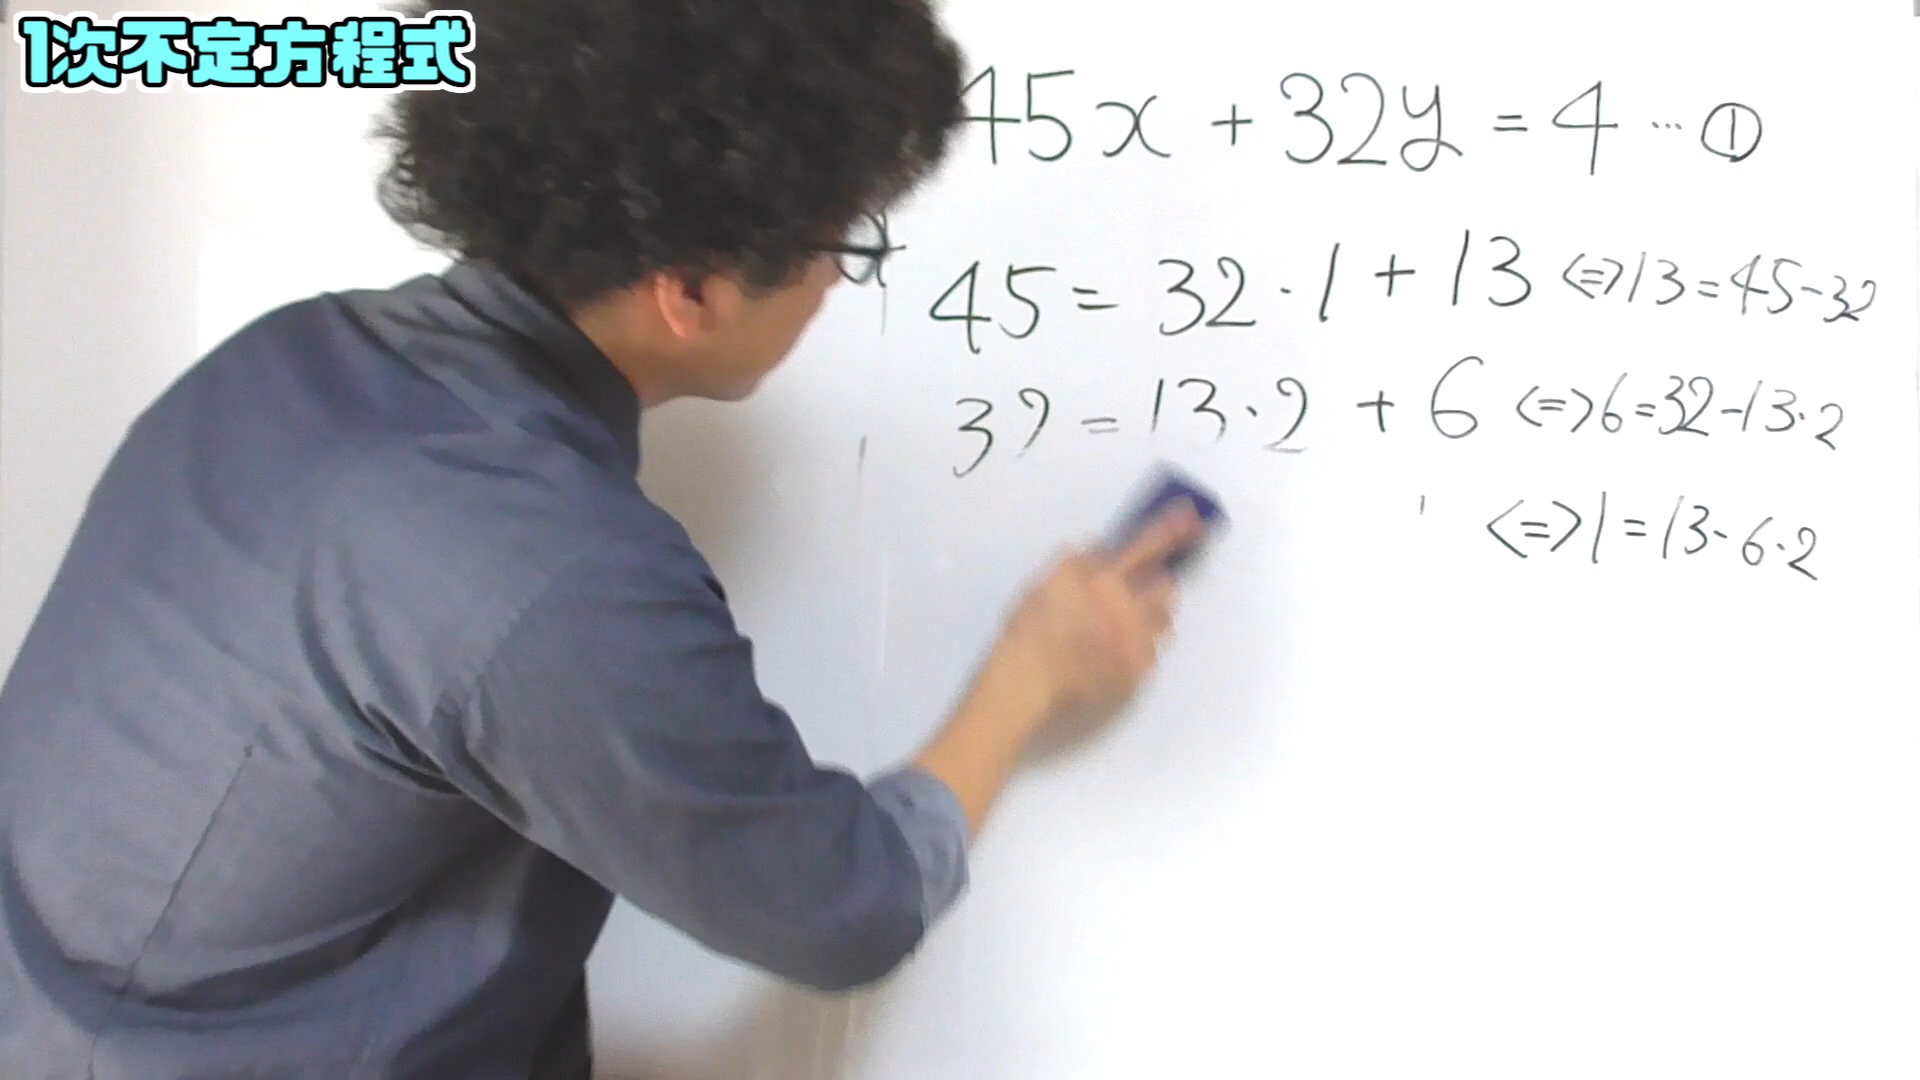 1次不定方程式
45x + 32y = 4 … ①
45 = 32・1 + 13 ⇔ 13 = 45-32
32 = 13・2 + 6 ⇔ 6 = 32-13・2
⇔ 1 = 13-6・2